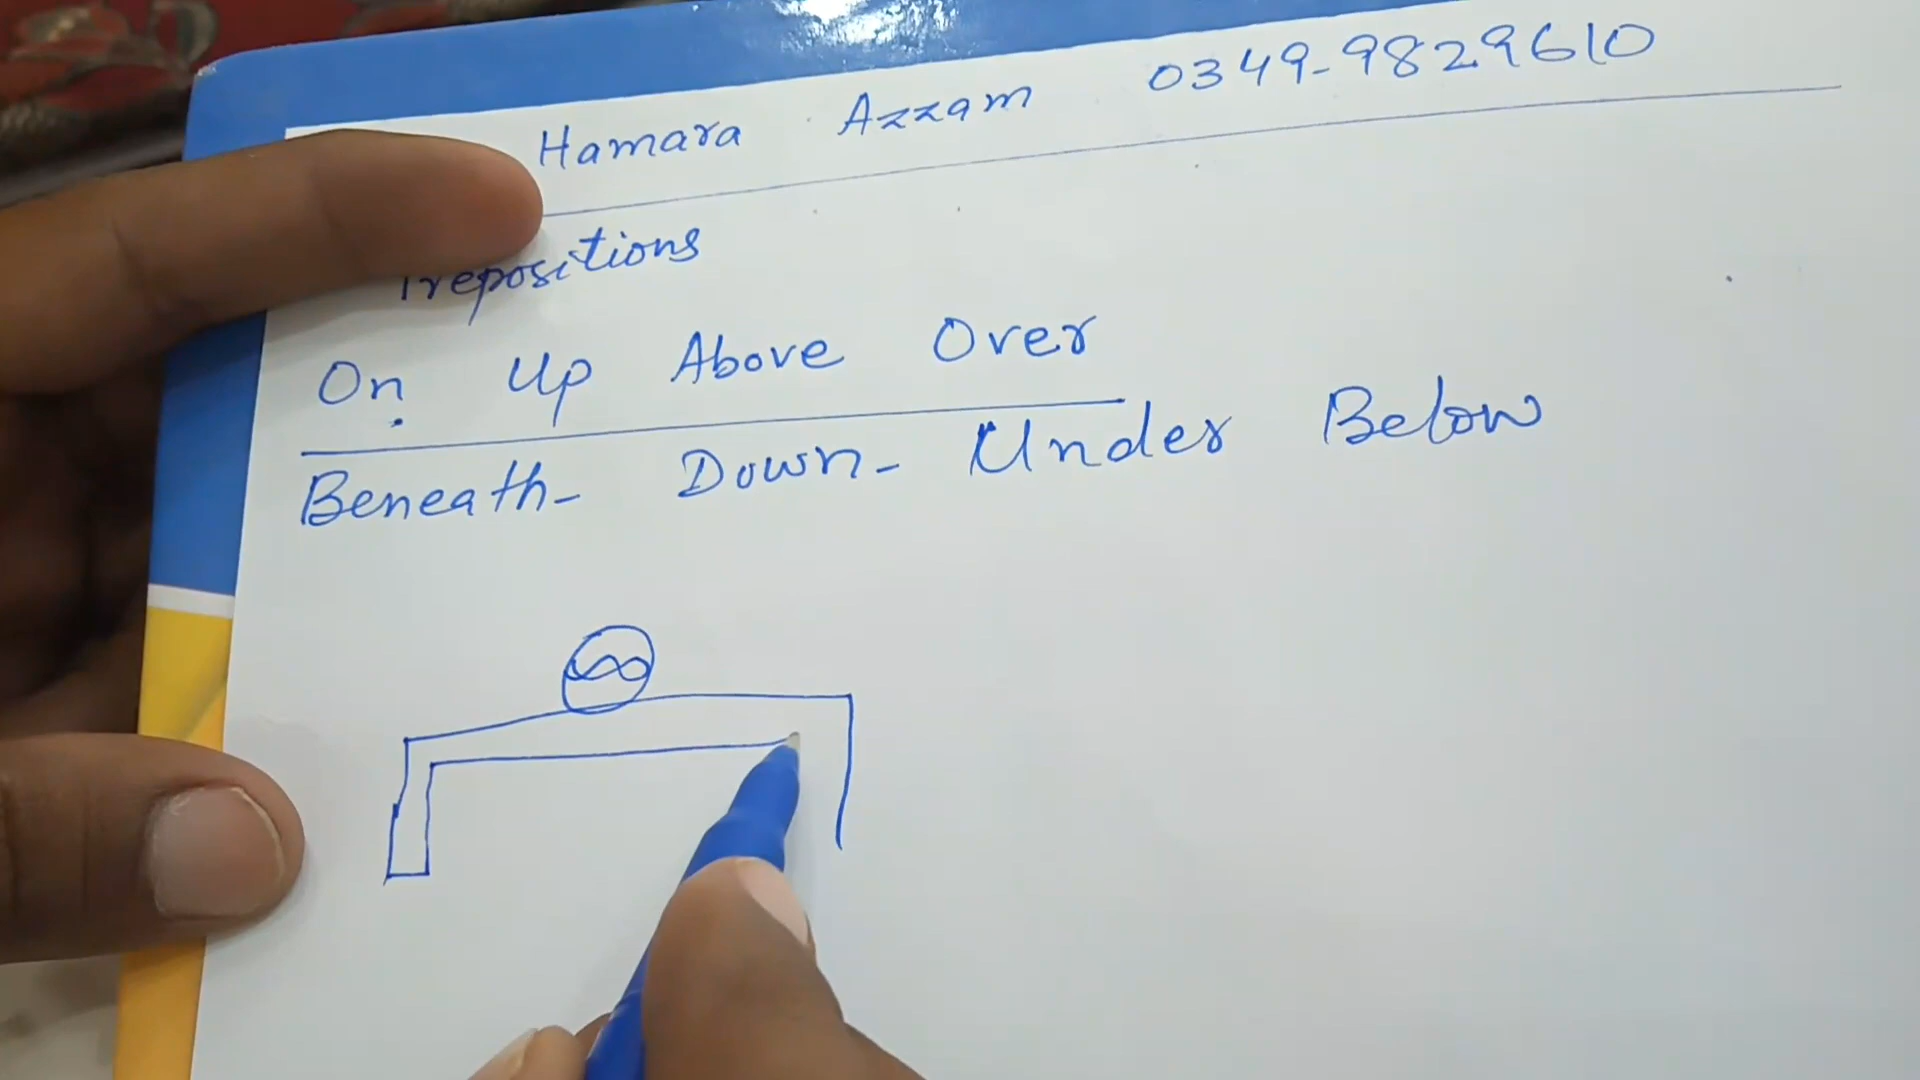 Hamara Azzam 0349-9829610
Prepositions
On Up Above Over
Beneath- Down- Under Below